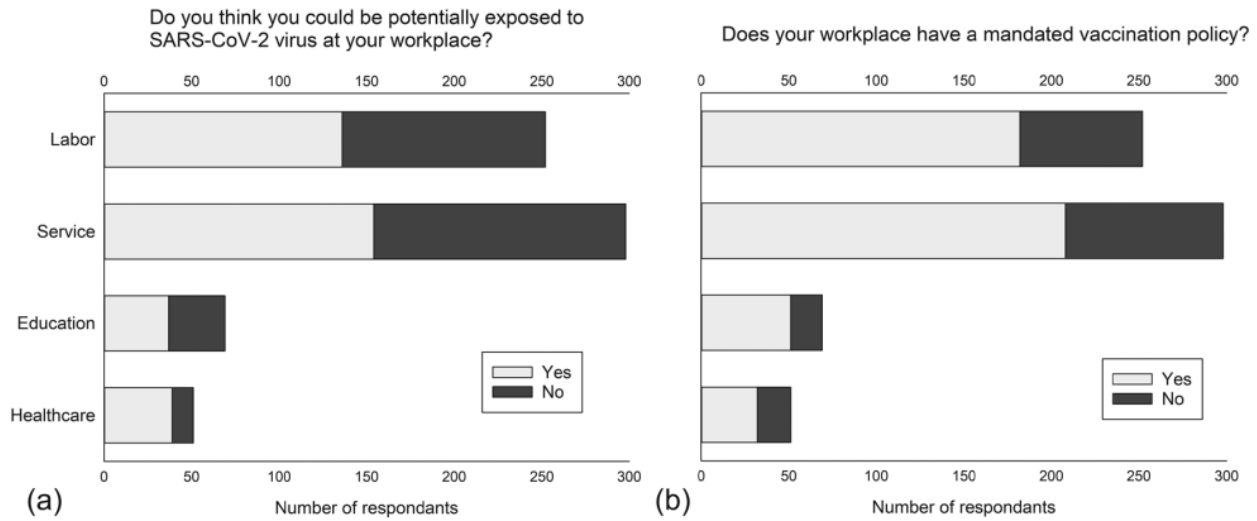 Do you think you could be potentially exposed to
SARS-CoV-2 virus at your workplace?
0 50 100 150 200 250 300
Labor
Service
Education
Healthcare
Yes
No
0 50 100 150 200 250 300
(a)
Number of respondants
Does your workplace have a mandated vaccination policy?
0 50 100 150 200 250 300
Yes
No
0 50 100 150 200 250 300
(b)
Number of respondants